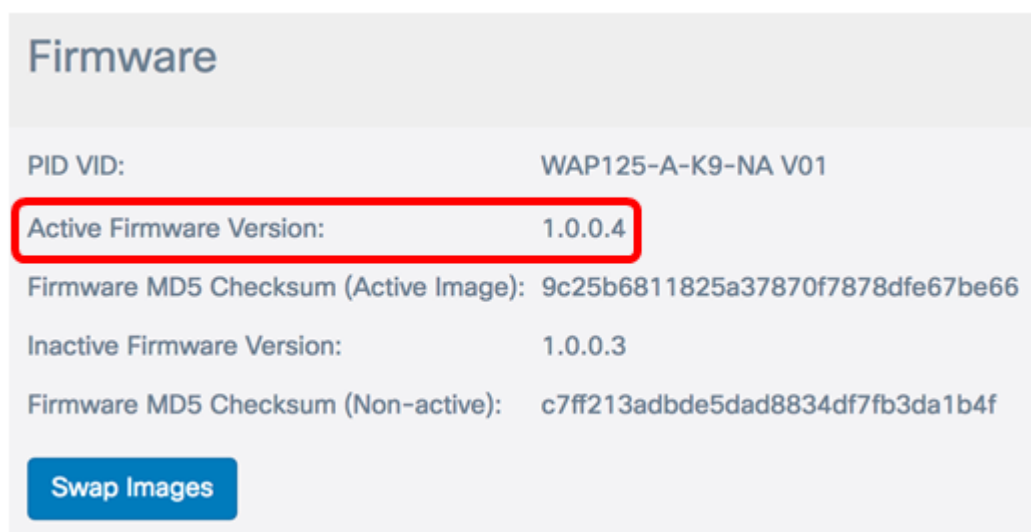 Firmware
PID VID: WAP125-A-K9-NA V01
Active Firmware Version: 1.0.0.4
Firmware MD5 Checksum (Active Image): 9c25b6811825a37870f7878dfe67be66
Inactive Firmware Version: 1.0.0.3
Firmware MD5 Checksum (Non-active): c7ff213adbde5dad8834df7fb3da1b4f
Swap Images